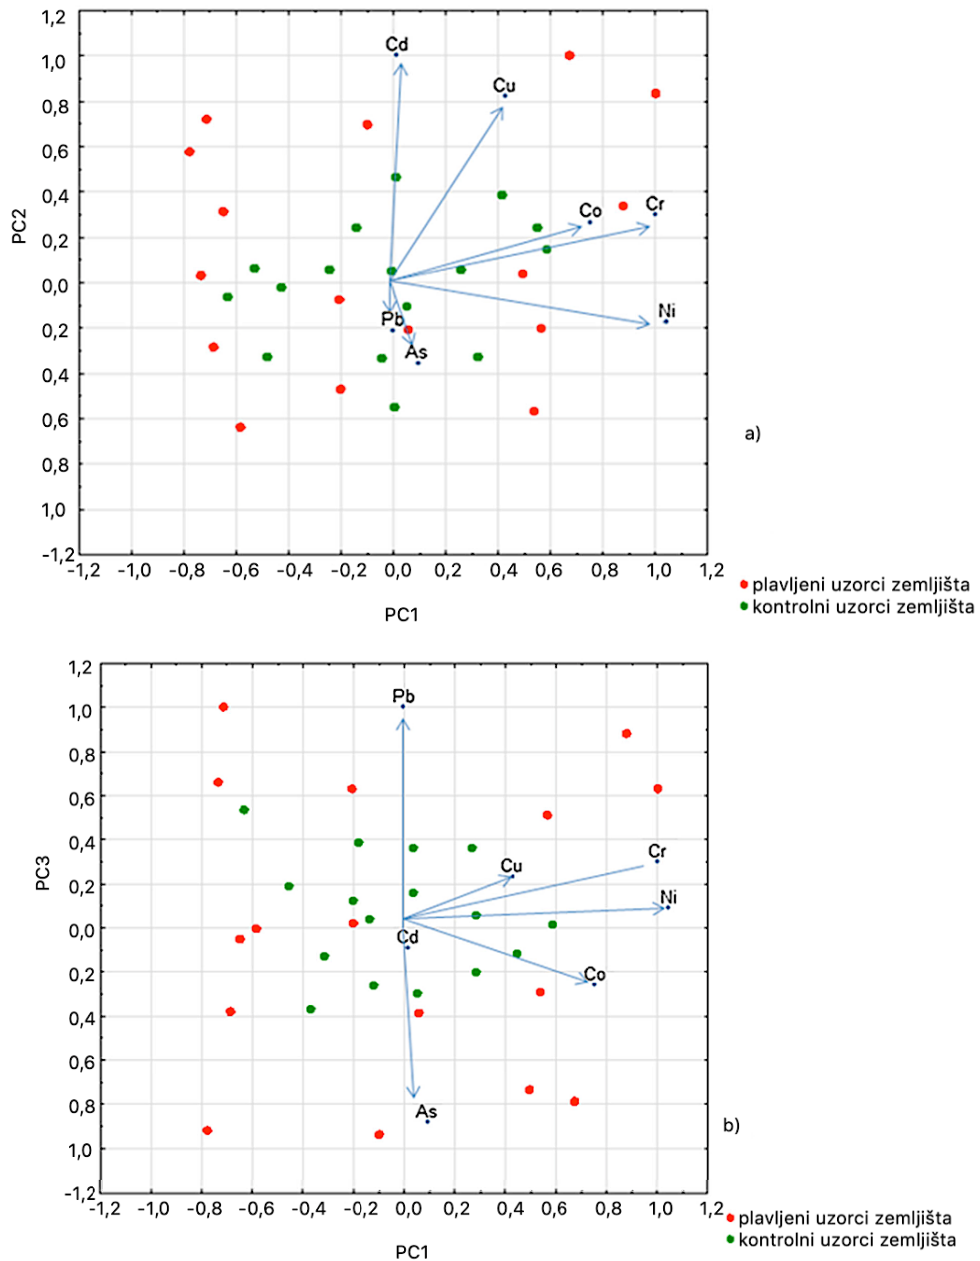 1,2
1,0
0,8
0,6
0,4
0,2
0,0
0,2
0,4
0,6
0,8
1,0
-1,2
PC2
Cd
Cu
Co
Cr
Ni
Pb
As
a)
-1,2 -1,0 -0,8 -0,6 -0,4 -0,2 0,0 0,2 0,4 0,6 0,8 1,0 1,2
PC1
plavljeni uzorci zemljišta
kontrolni uzorci zemljišta
1,2
1,0
0,8
0,6
0,4
0,2
0,0
0,2
0,4
0,6
0,8
1,0
-1,2
PC3
Pb
Cu
Cr
Ni
Cd
Co
As
b)
-1,2 -1,0 -0,8 -0,6 -0,4 -0,2 0,0 0,2 0,4 0,6 0,8 1,0 1,2
PC1
plavljeni uzorci zemljišta
kontrolni uzorci zemljišta